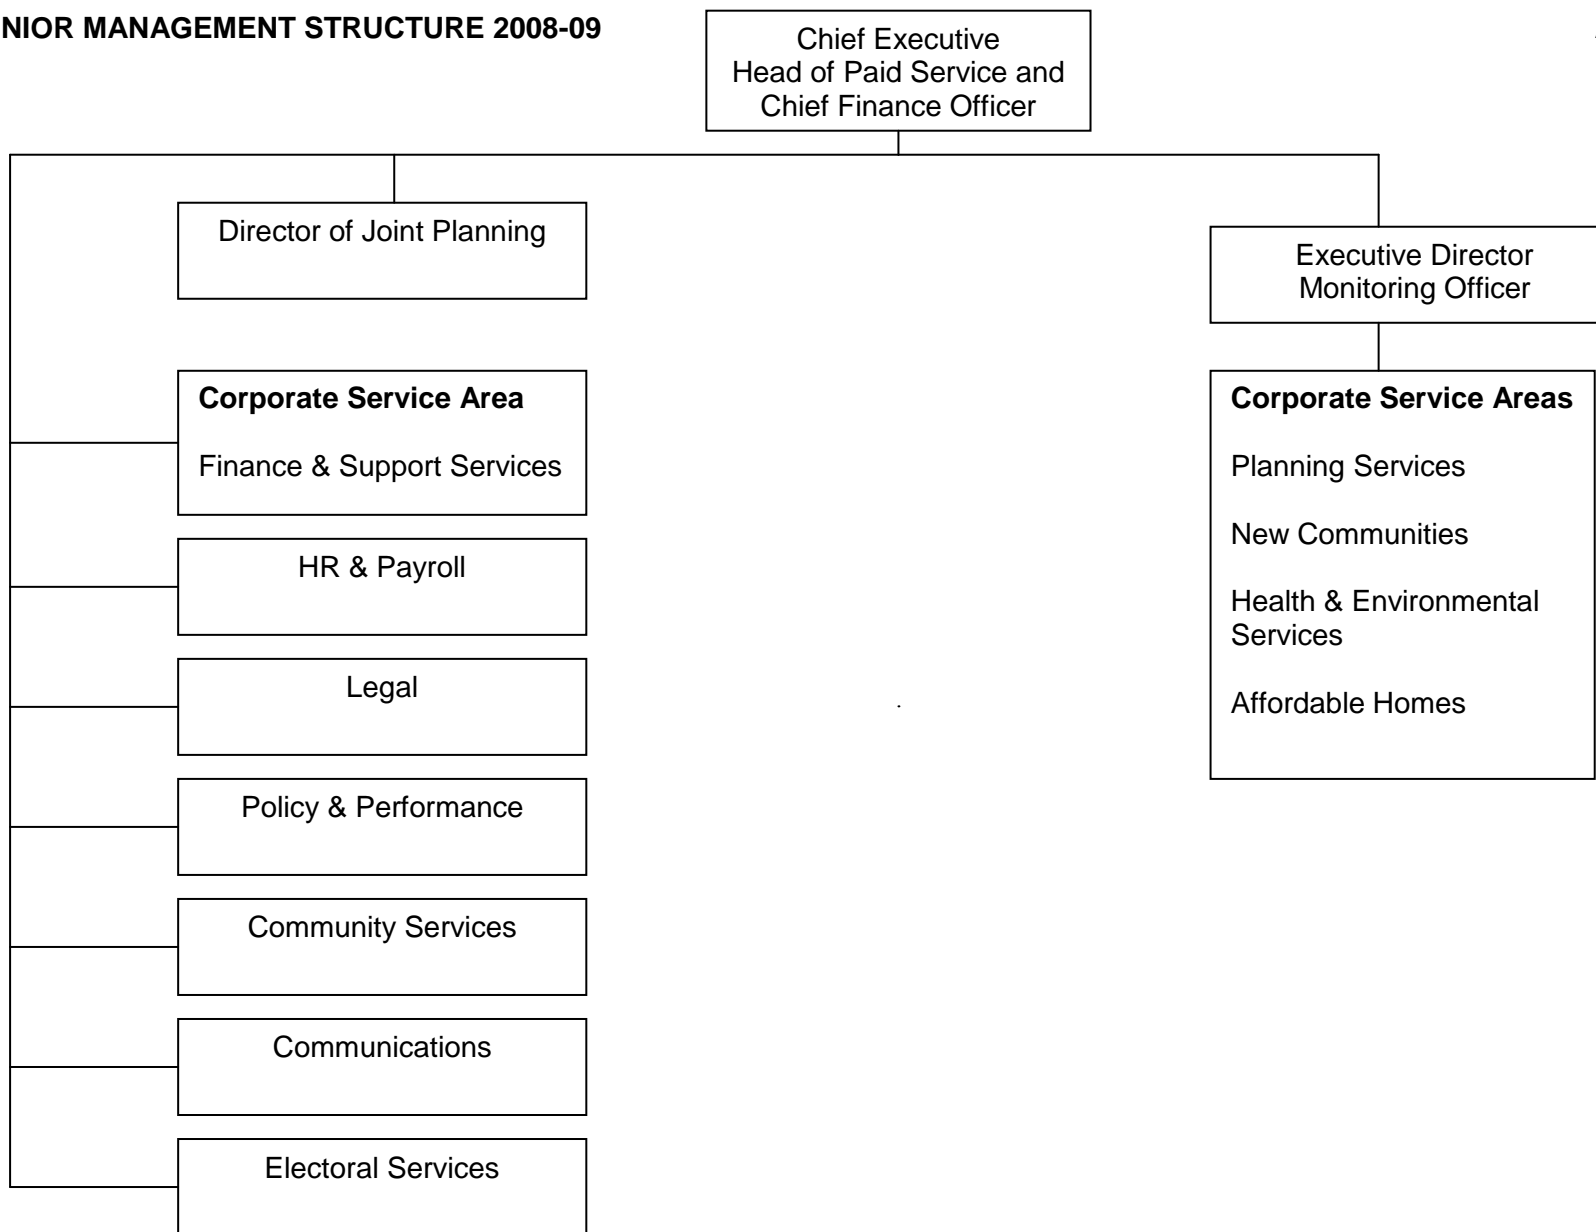 NIOR MANAGEMENT STRUCTURE 2008-09
Chief Executive
Head of Paid Service and
Chief Finance Officer
Director of Joint Planning
Executive Director
Monitoring Officer
Corporate Service Area
Finance & Support Services
HR & Payroll
Legal
Policy & Performance
Community Services
Communications
Electoral Services
Corporate Service Areas
Planning Services
New Communities
Health & Environmental
Services
Affordable Homes